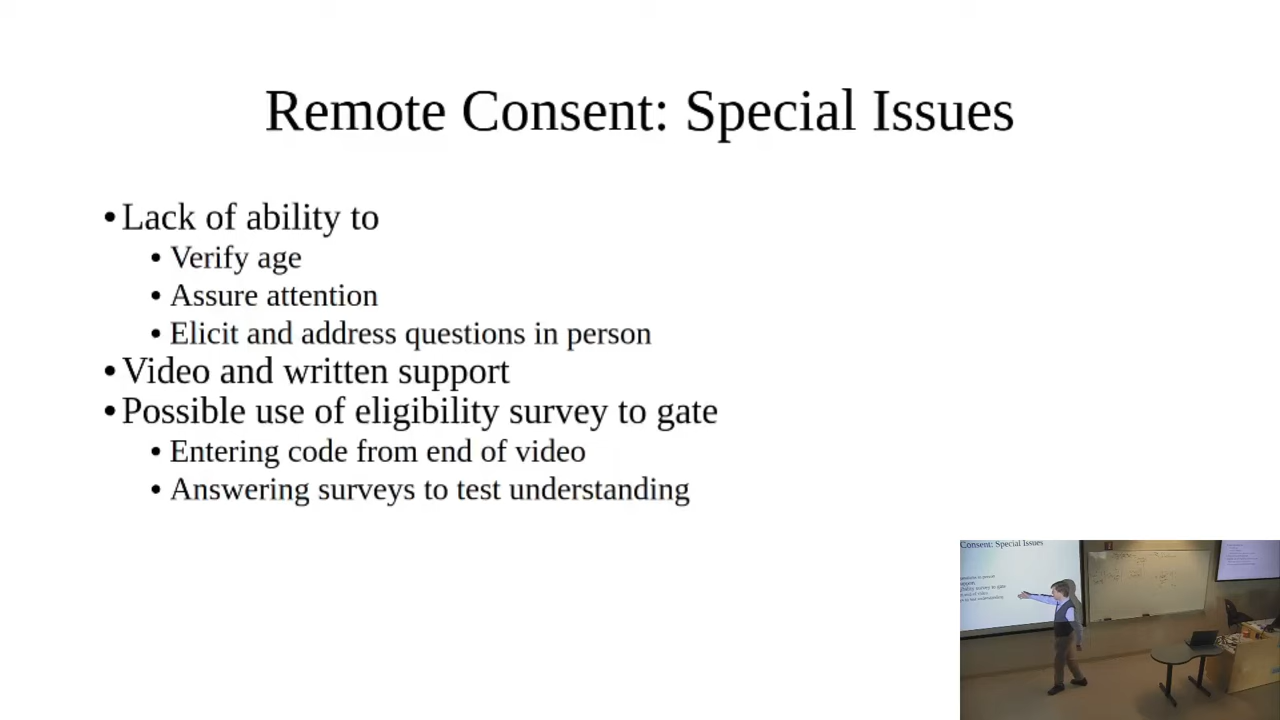 Remote Consent: Special Issues
•Lack of ability to
• Verify age
• Assure attention
• Elicit and address questions in person
•Video and written support
•Possible use of eligibility survey to gate
• Entering code from end of video
• Answering surveys to test understanding
Consent: Special Issues